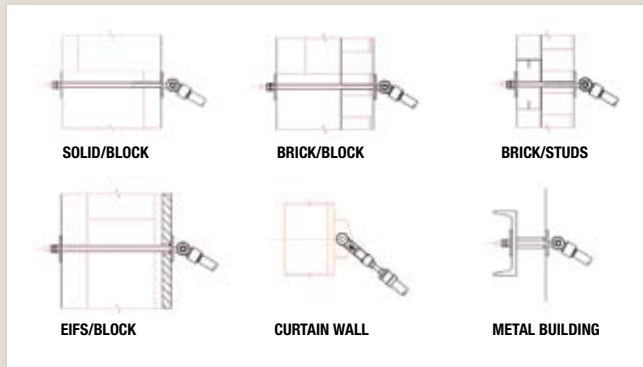 SOLID/BLOCK
BRICK/BLOCK
BRICK/STUDS
EIFS/BLOCK
CURTAIN WALL
METAL BUILDING